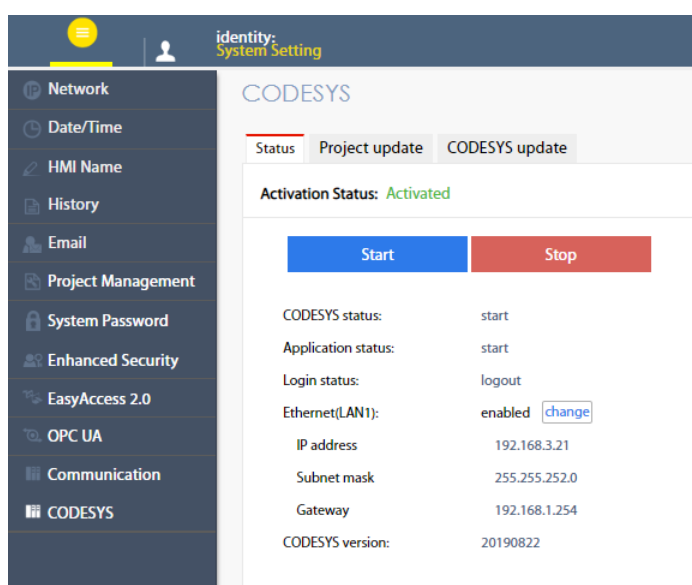 identity:
System Setting
Network
Date/Time
HMI Name
History
Email
Project Management
System Password
Enhanced Security
EasyAccess 2.0
OPC UA
Communication
CODESYS
CODESYS
Status Project update CODESYS update
Activation Status: Activated
Start Stop
CODESYS status: start
Application status: start
Login status: logout
Ethernet(LAN1): enabled change
IP address 192.168.3.21
Subnet mask 255.255.252.0
Gateway 192.168.1.254
CODESYS version: 20190822